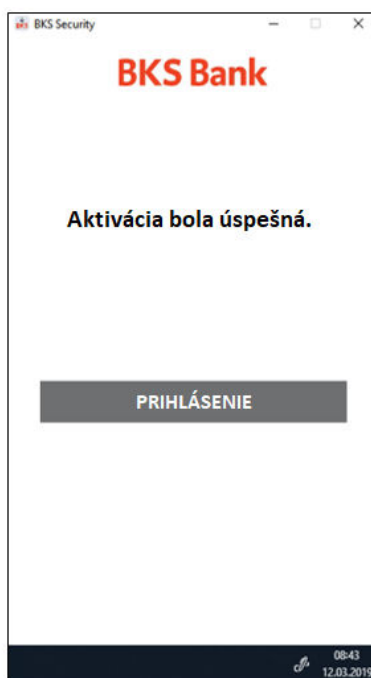 BKS Security
BKS Bank
Aktivácia bola úspešná.
PRIHLÁSENIE
08:43
12.03.2019